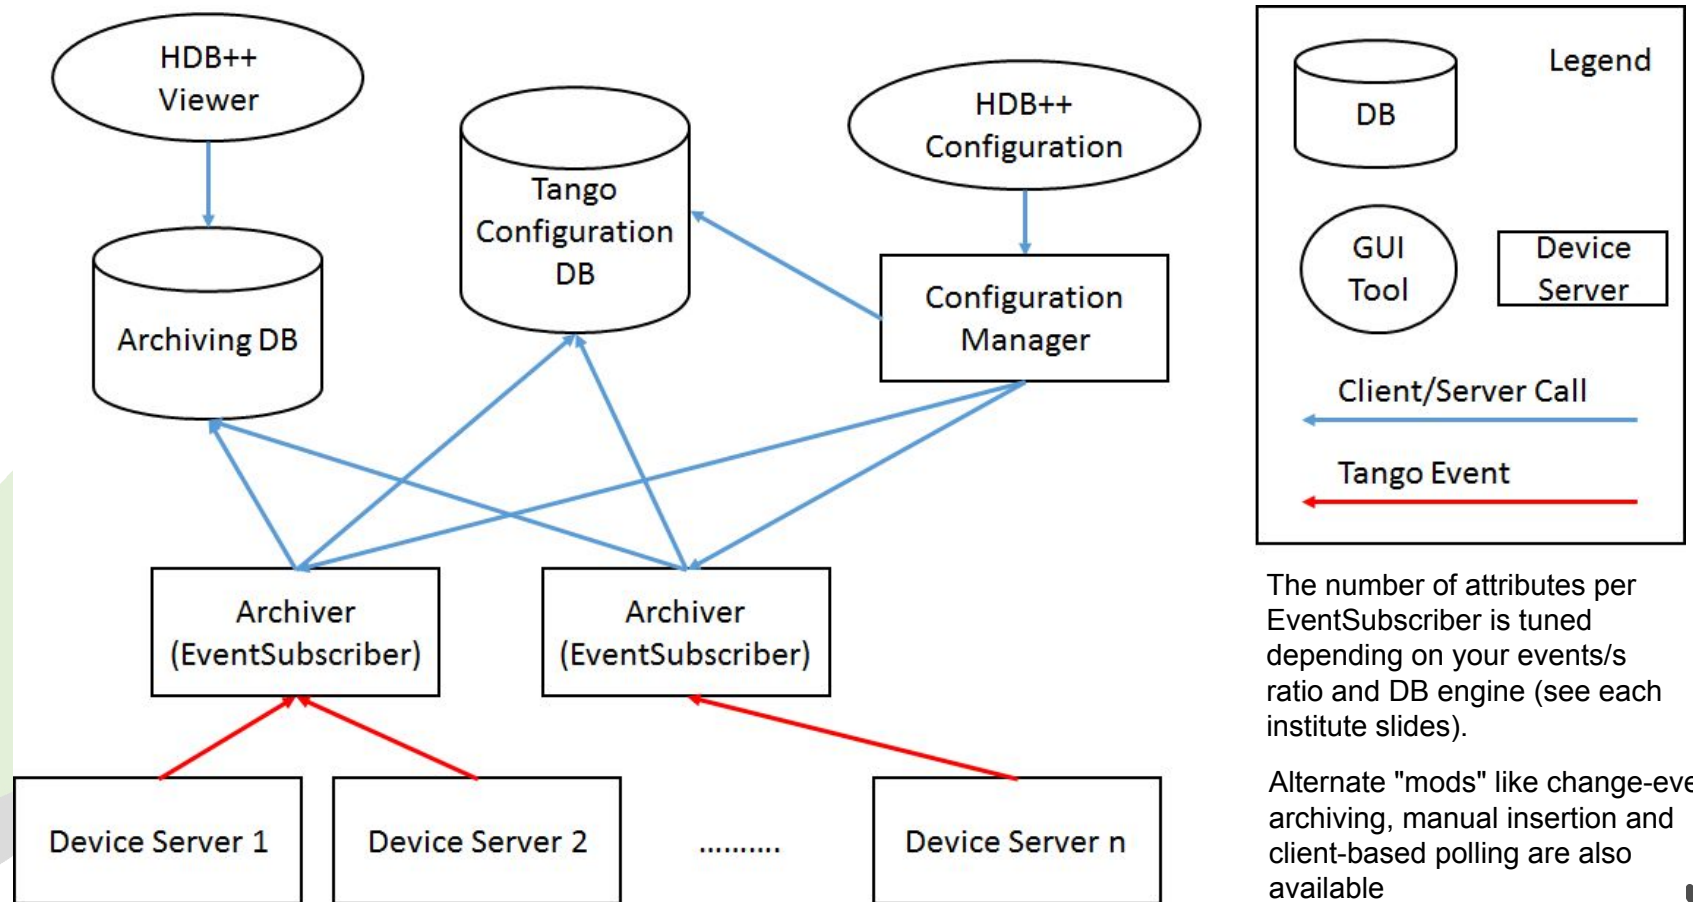 HDB++
Viewer
Archiving DB
Tango
Configuration
DB
HDB++
Configuration
Configuration
Manager
Archiver
(EventSubscriber)
Archiver
(EventSubscriber)
Device Server 1
Device Server 2
..........
Device Server n
Legend
DB
GUI
Tool
Device
Server
Client/Server Call
Tango Event
The number of attributes per
EventSubscriber is tuned
depending on your events/s
ratio and DB engine (see each
institute slides).
Alternate "mods" like
archiving, manual insertion and
client-based polling are also
available